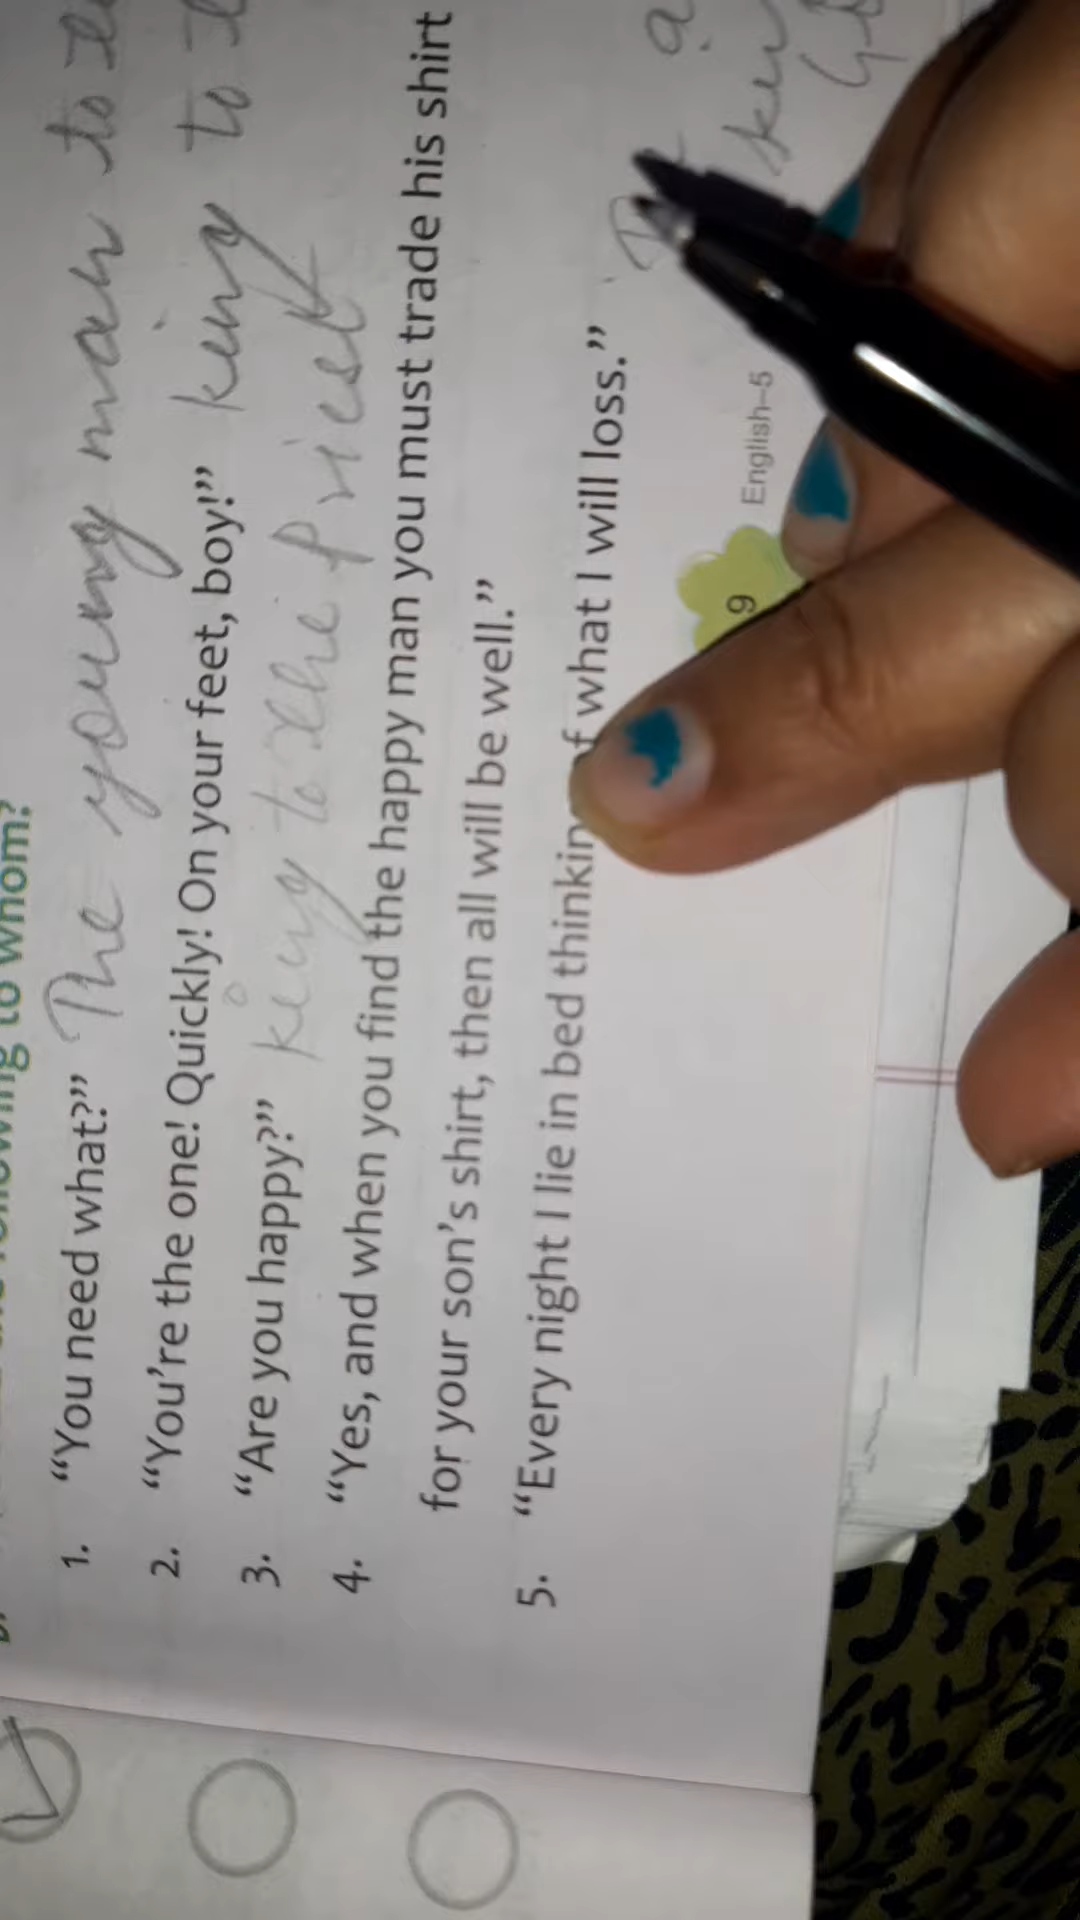 following to whom?
1. “You need what?” The young man to
2. “You’re the one! Quickly! On your feet, boy!” king to
3. “Are you happy?” king to the priest
4. “Yes, and when you find the happy man you must trade his shirt
for your son’s shirt, then all will be well.”
5. “Every night I lie in bed thinkin f what I will loss.”
9 English–5